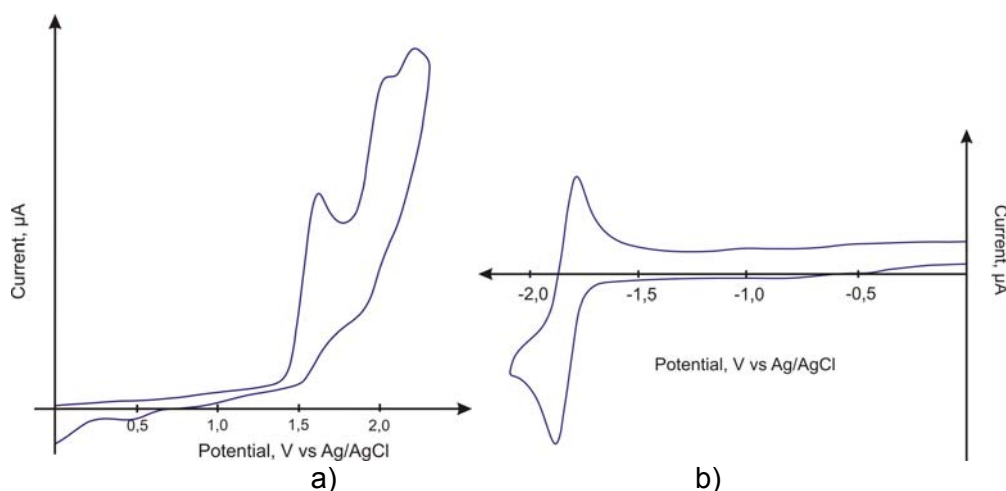 Current, µA
0,5
1,0
1,5
2,0
Potential, V vs Ag/AgCl
a)
Current, µA
-2,0
-1,5
-1,0
-0,5
Potential, V vs Ag/AgCl
b)